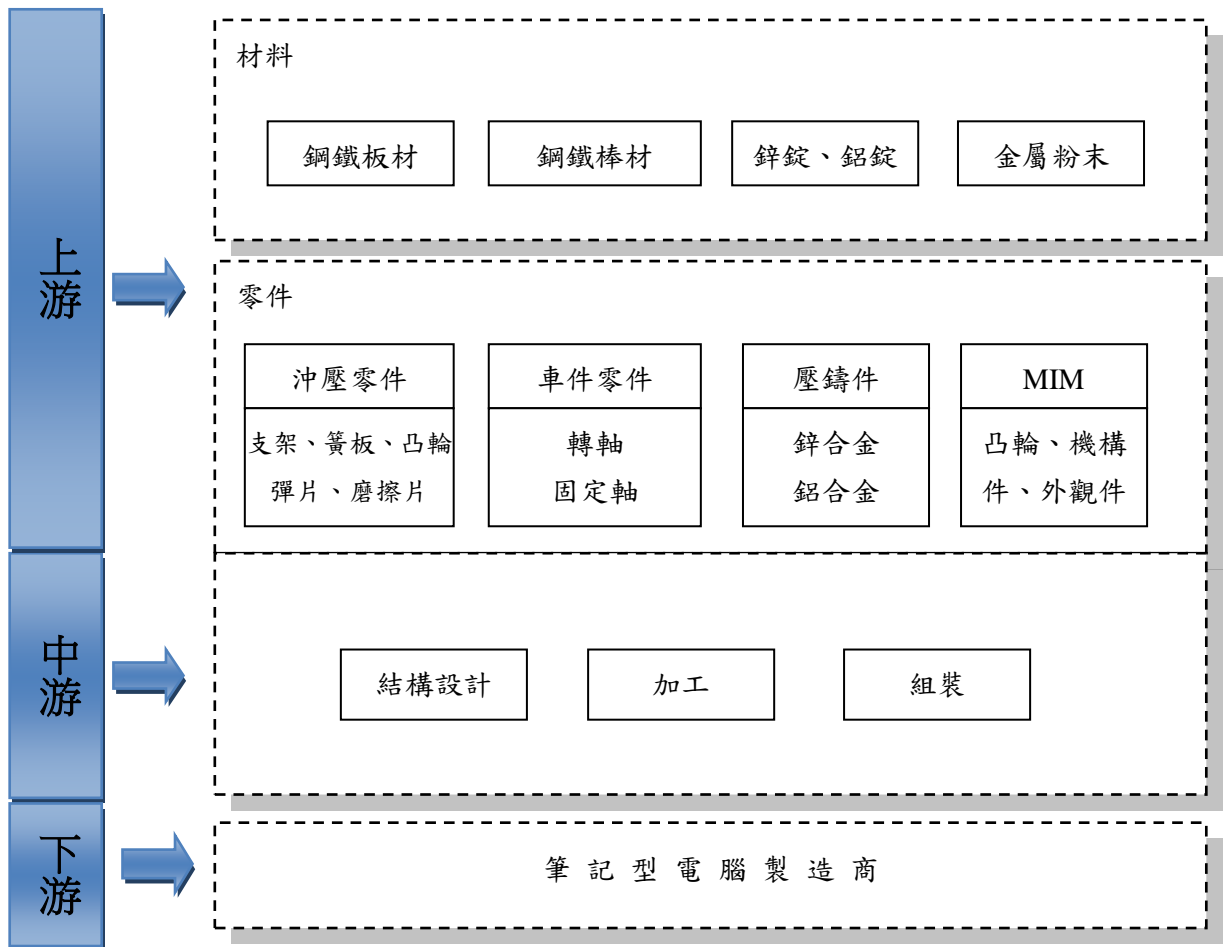 材料
鋼鐵板材
鋼鐵棒材
鋅錠、鋁錠
金屬粉末
上游
零件
沖壓零件
支架、簧板、凸輪
彈片、磨擦片
車件零件
轉軸
固定軸
壓鑄件
鋅合金
鋁合金
MIM
凸輪、機構
件、外觀件
中游
結構設計
加工
組裝
下游
筆記型電腦製造商